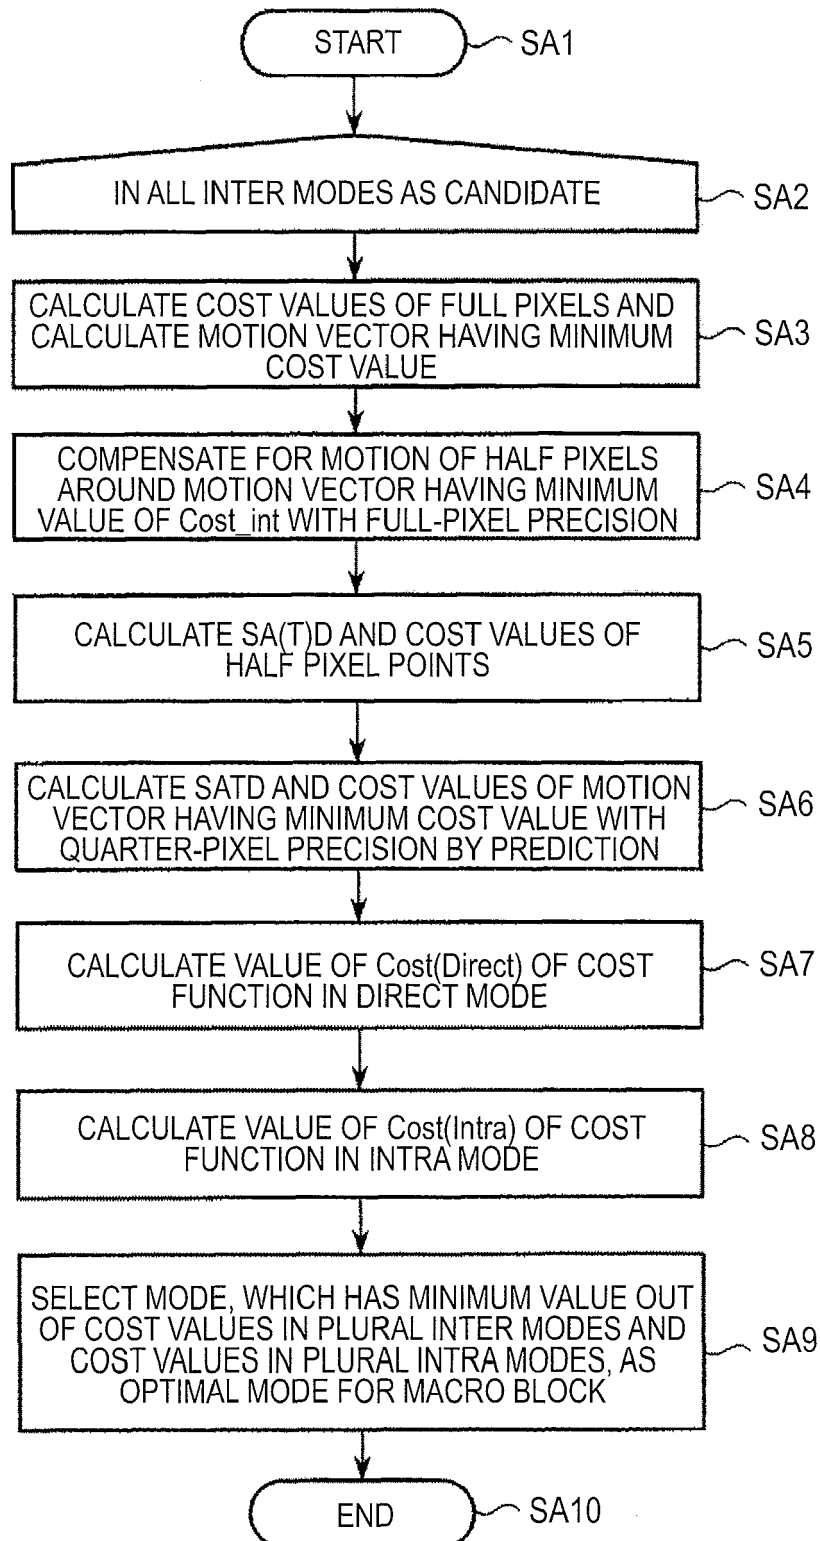 START
SA1
IN ALL INTER MODES AS CANDIDATE
SA2
CALCULATE COST VALUES OF FULL PIXELS AND
CALCULATE MOTION VECTOR HAVING MINIMUM
COST VALUE
SA3
COMPENSATE FOR MOTION OF HALF PIXELS
AROUND MOTION VECTOR HAVING MINIMUM
VALUE OF Cost_int WITH FULL-PIXEL PRECISION
SA4
CALCULATE SA(T)D AND COST VALUES OF
HALF PIXEL POINTS
SA5
CALCULATE SATD AND COST VALUES OF MOTION
VECTOR HAVING MINIMUM COST VALUE WITH
QUARTER-PIXEL PRECISION BY PREDICTION
SA6
CALCULATE VALUE OF Cost(Direct) OF COST
FUNCTION IN DIRECT MODE
SA7
CALCULATE VALUE OF Cost(Intra) OF COST
FUNCTION IN INTRA MODE
SA8
SELECT MODE, WHICH HAS MINIMUM VALUE OUT
OF COST VALUES IN PLURAL INTER MODES AND
COST VALUES IN PLURAL INTRA MODES, AS
OPTIMAL MODE FOR MACRO BLOCK
SA9
END
SA10